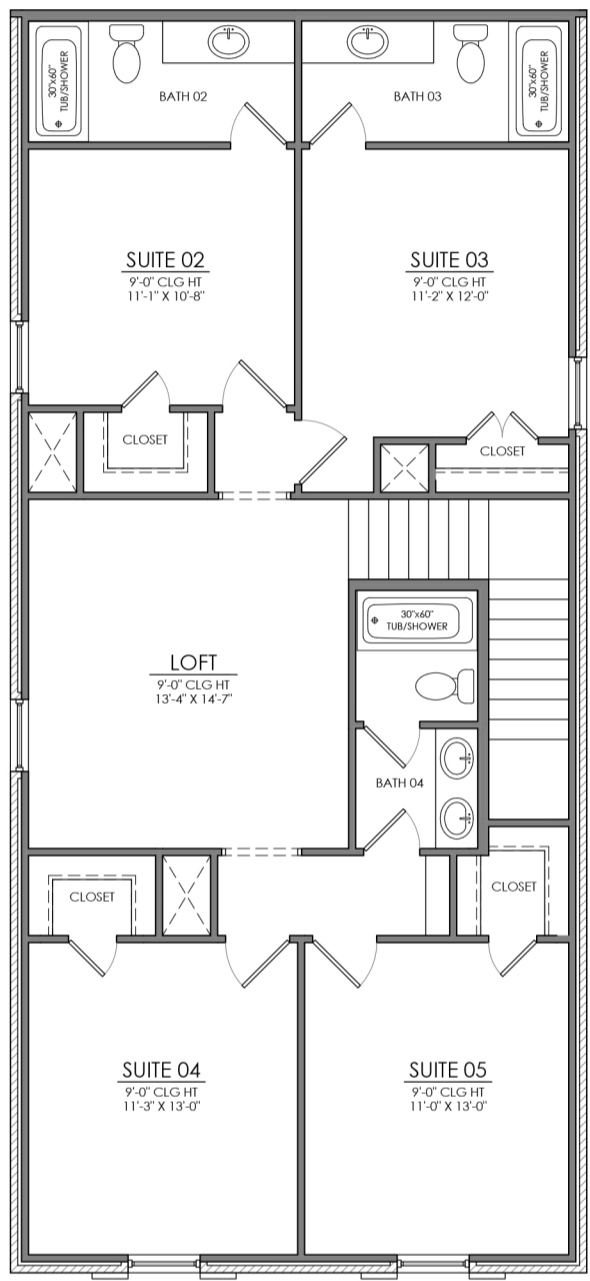 30"x60"
TUB/SHOWER
BATH 02
BATH 03
30"x60"
TUB/SHOWER
SUITE 02
9'-0" CLG HT
11'-1" X 10'-8"
SUITE 03
9'-0" CLG HT
11'-2" X 12'-0"
CLOSET
CLOSET
30"x60"
TUB/SHOWER
LOFT
9'-0" CLG HT
13'-4" X 14'-7"
BATH 04
CLOSET
CLOSET
SUITE 04
9'-0" CLG HT
11'-3" X 13'-0"
SUITE 05
9'-0" CLG HT
11'-0" X 13'-0"